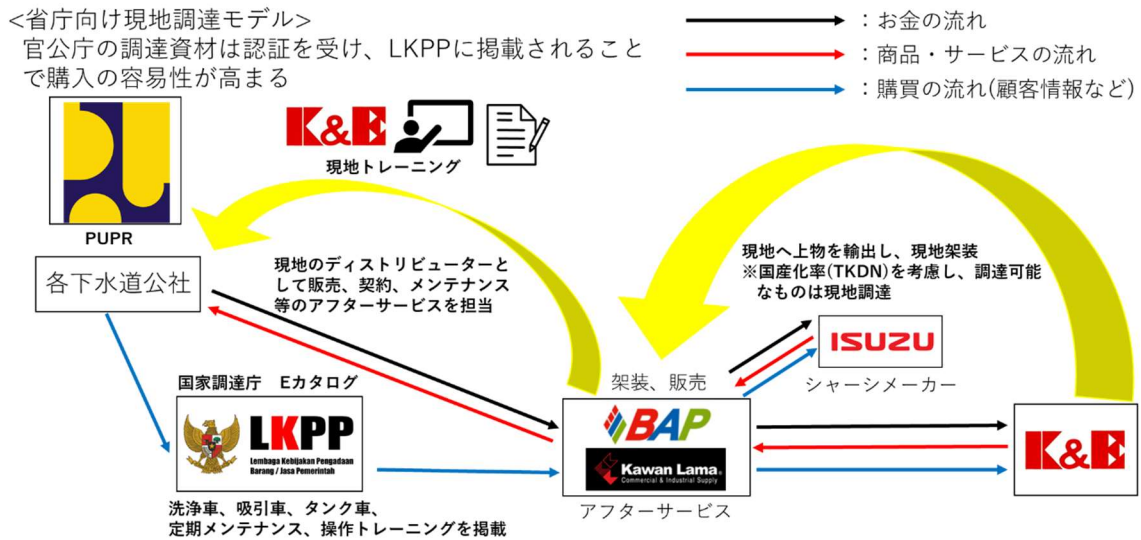 <省庁向け現地調達モデル>
官公庁の調達資材は認証を受け、LKPPに掲載されること
で購入の容易性が高まる
：お金の流れ
：商品・サービスの流れ
：購買の流れ(顧客情報など)
K&E
現地トレーニング
PUPR
各下水道公社
現地のディストリビューターと
して販売、契約、メンテナンス
等のアフターサービスを担当
現地へ上物を輸出し、現地架装
※国産化率(TKDN)を考慮し、調達可能
なものは現地調達
ISUZU
シャーシメーカー
国家調達庁　Eカタログ
LKPP
Lembaga Kebijakan Pengadaan
Barang / Jasa Pemerintah
洗浄車、吸引車、タンク車、
定期メンテナンス、操作トレーニングを掲載
架装、販売
BAP
Kawan Lama
Commercial & Industrial Supply
アフターサービス
K&E